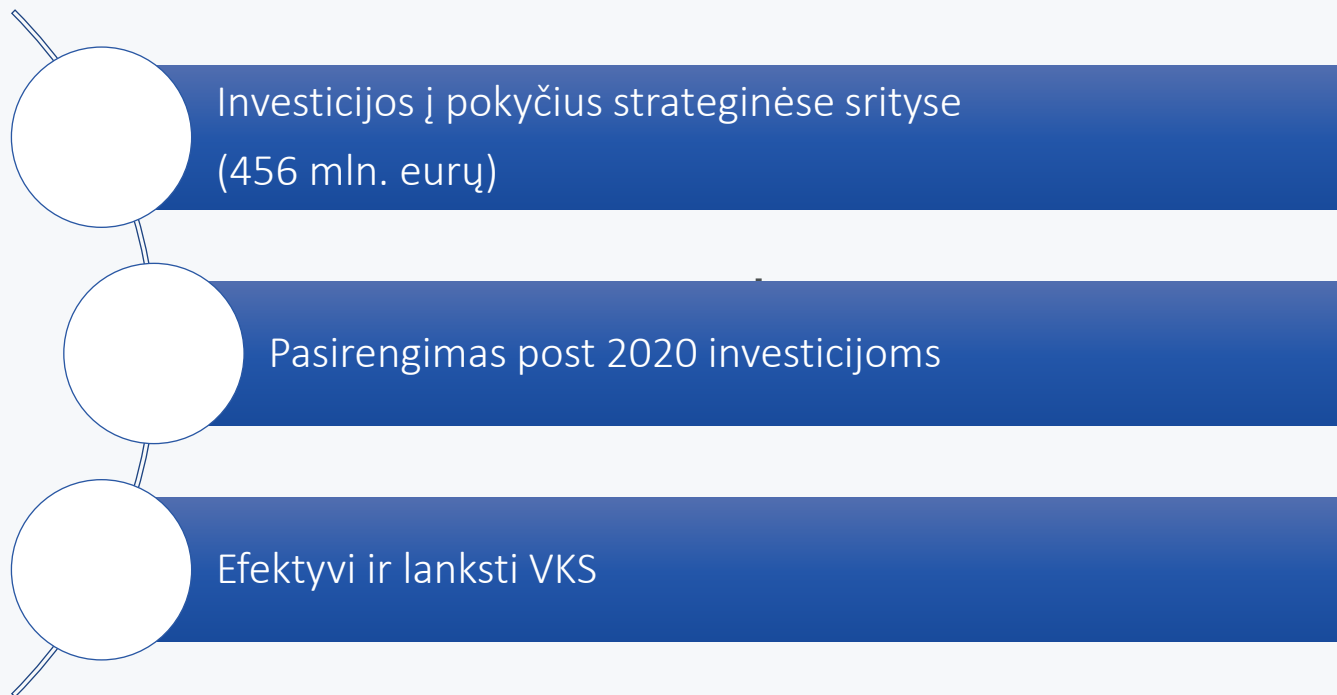 Investicijos į pokyčius strateginėse srityse
(456 mln. eurų)
Pasirengimas post 2020 investicijoms
Efektyvi ir lanksti VKS